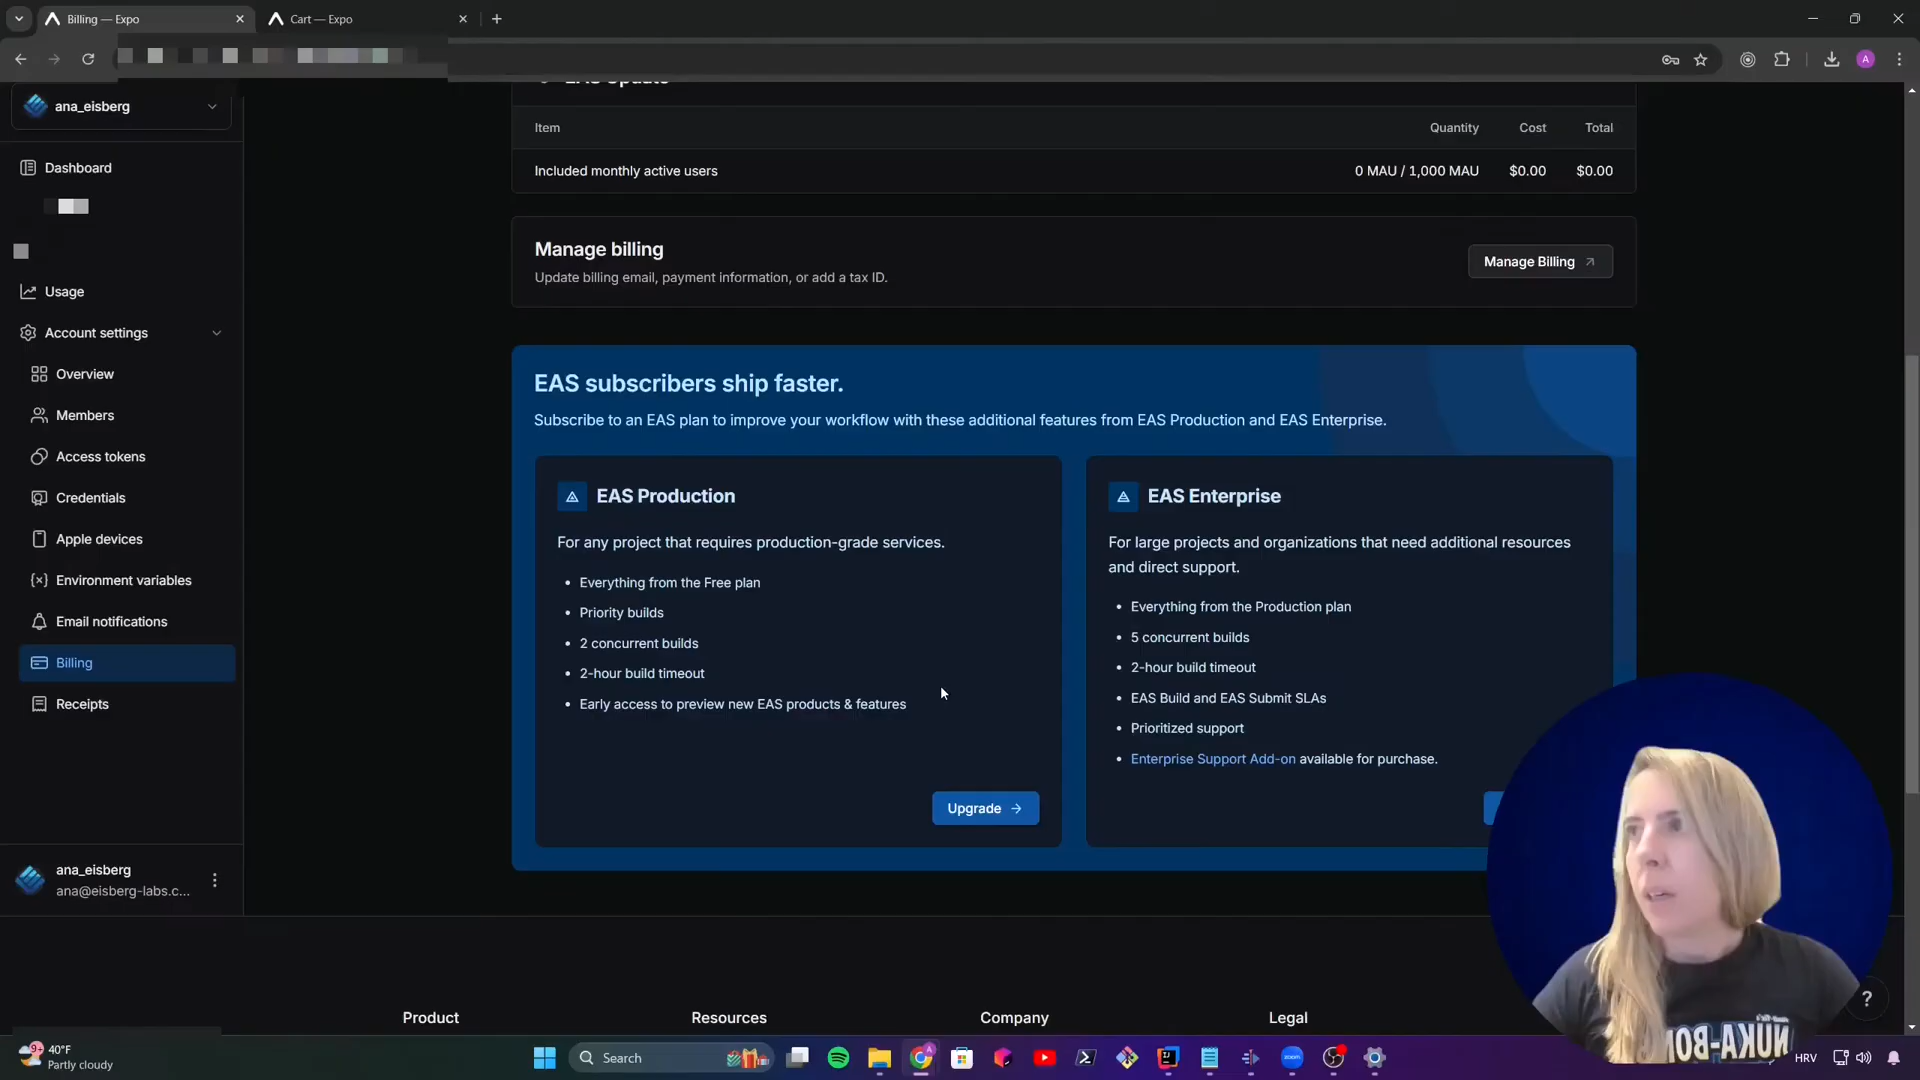 Billing — Expo
Cart — Expo
A
ana_eisberg
Dashboard
Usage
Account settings
Overview
Members
Access tokens
Credentials
Apple devices
Environment variables
Email notifications
Billing
Receipts
ana_eisberg
ana@eisberg-labs.c...
EAS Update
Item Quantity Cost Total
Included monthly active users 0 MAU / 1,000 MAU $0.00 $0.00
Manage billing
Update billing email, payment information, or add a tax ID.
Manage Billing
EAS subscribers ship faster.
Subscribe to an EAS plan to improve your workflow with these additional features from EAS Production and EAS Enterprise.
EAS Production
For any project that requires production-grade services.
• Everything from the Free plan
• Priority builds
• 2 concurrent builds
• 2-hour build timeout
• Early access to preview new EAS products & features
Upgrade →
EAS Enterprise
For large projects and organizations that need additional resources
and direct support.
• Everything from the Production plan
• 5 concurrent builds
• 2-hour build timeout
• EAS Build and EAS Submit SLAs
• Prioritized support
• Enterprise Support Add-on available for purchase.
?
Product Resources Company Legal
9+
40°F
Partly cloudy
Search
zoom
HRV